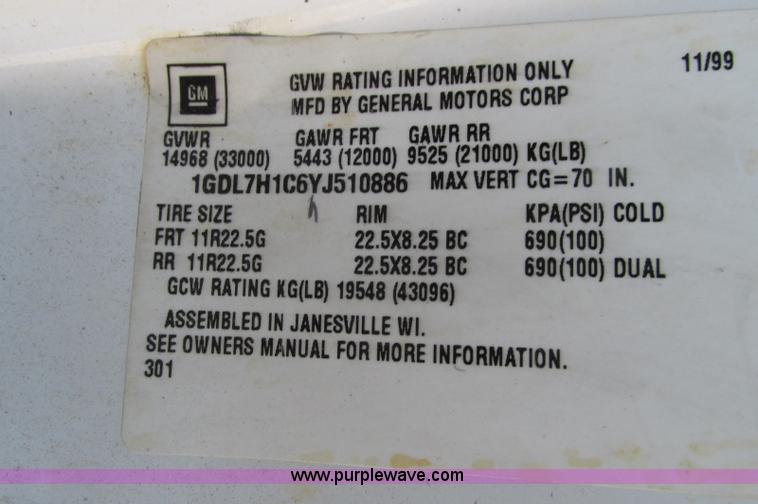 11/99
GM
GVW RATING INFORMATION ONLY
MFD BY GENERAL MOTORS CORP
GVWR GAWR FRT GAWR RR
14968 (33000) 5443 (12000) 9525 (21000) KG(LB)
1GDL7H1C6YJ510886 MAX VERT CG=70 IN.
TIRE SIZE RIM KPA(PSI) COLD
FRT 11R22.5G 22.5X8.25 BC 690(100)
RR 11R22.5G 22.5X8.25 BC 690(100) DUAL
GCW RATING KG(LB) 19548 (43096)
ASSEMBLED IN JANESVILLE WI.
SEE OWNERS MANUAL FOR MORE INFORMATION.
301
www.purplewave.com